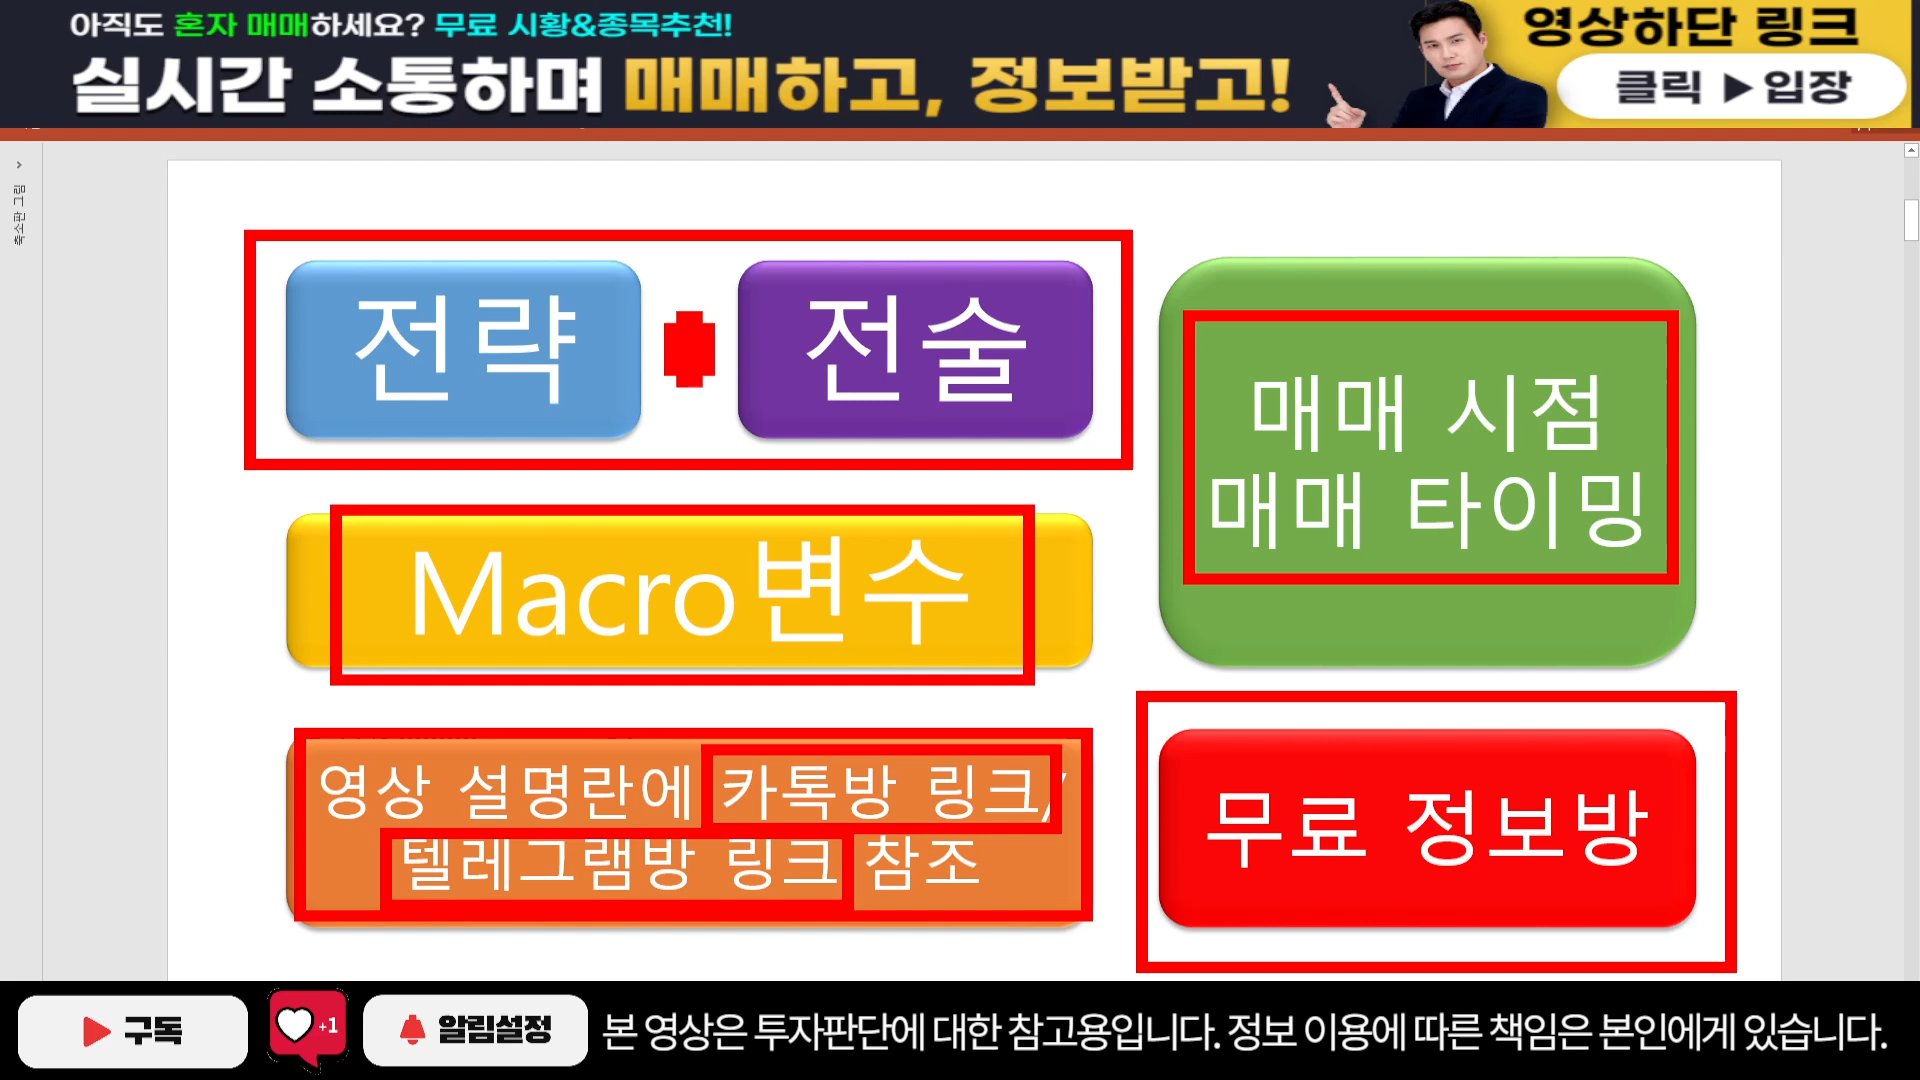 아직도 혼자 매매하세요? 무료 시황&종목추천!
실시간 소통하며 매매하고, 정보받고!
영상하단 링크
클릭 ▶ 입장
축소판 그림
전략
전술
매매 시점
매매 타이밍
Macro변수
영상 설명란에 카톡방 링크/
텔레그램방 링크 참조
무료 정보방
구독
+1
알림설정
본 영상은 투자판단에 대한 참고용입니다. 정보 이용에 따른 책임은 본인에게 있습니다.